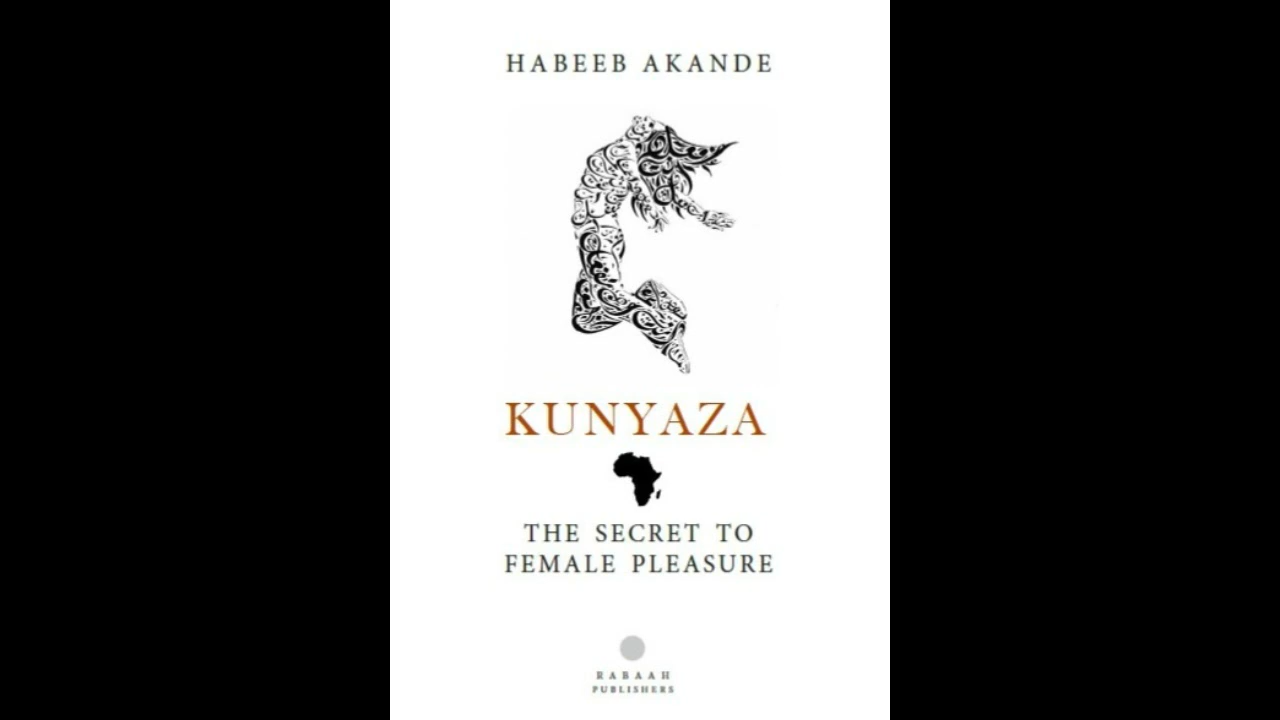 HABEEB AKANDE
KUNYAZA
THE SECRET TO
FEMALE PLEASURE
RABAAH
PUBLISHERS